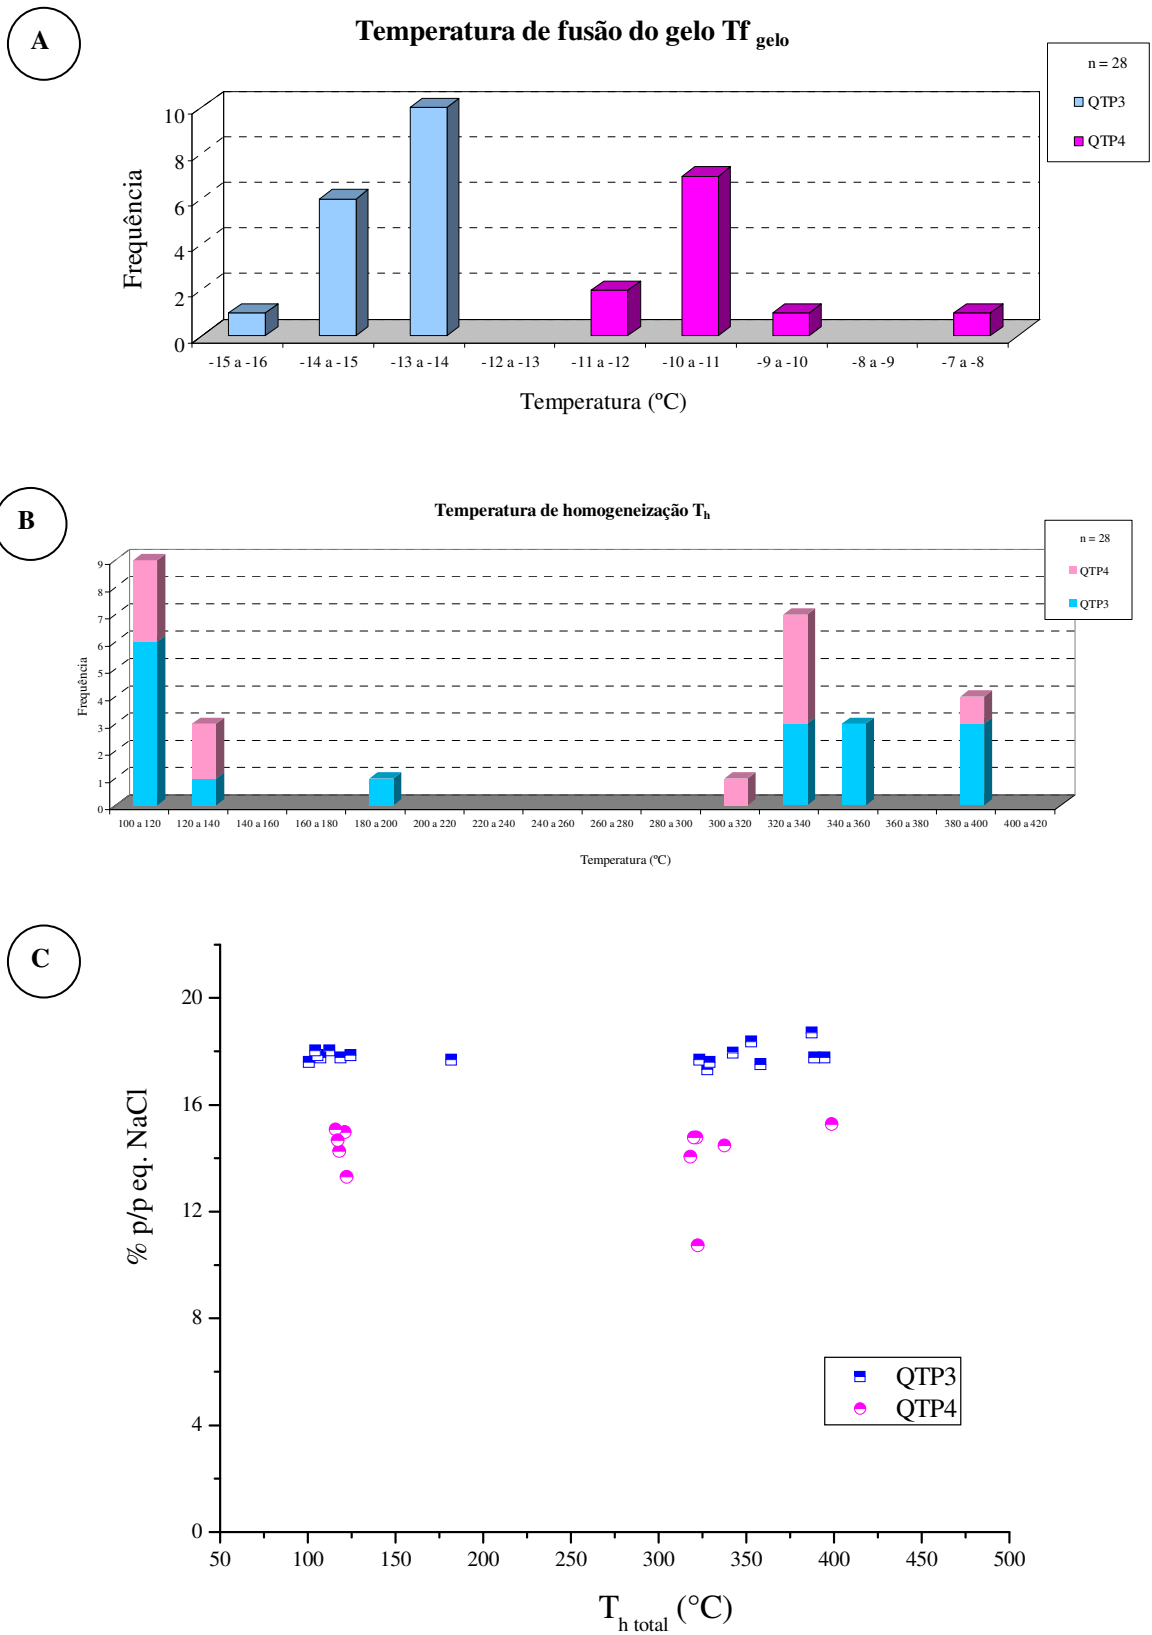 A
Temperatura de fusão do gelo Tf gelo
n = 28
QTP3
QTP4
Frequência
10
8
6
4
2
0
-15 a -16 -14 a -15 -13 a -14 -12 a -13 -11 a -12 -10 a -11 -9 a -10 -8 a -9 -7 a -8
Temperatura (ºC)
B
Temperatura de homogeneização Th
n = 28
QTP4
QTP3
Frequência
9
8
7
6
5
4
3
2
1
0
100 a 120 120 a 140 140 a 160 160 a 180 180 a 200 200 a 220 220 a 240 240 a 260 260 a 280 280 a 300 300 a 320 320 a 340 340 a 360 360 a 380 380 a 400 400 a 420
Temperatura (ºC)
C
% p/p eq. NaCl
20
16
12
8
4
0
QTP3
QTP4
50 100 150 200 250 300 350 400 450 500
Th total (°C)